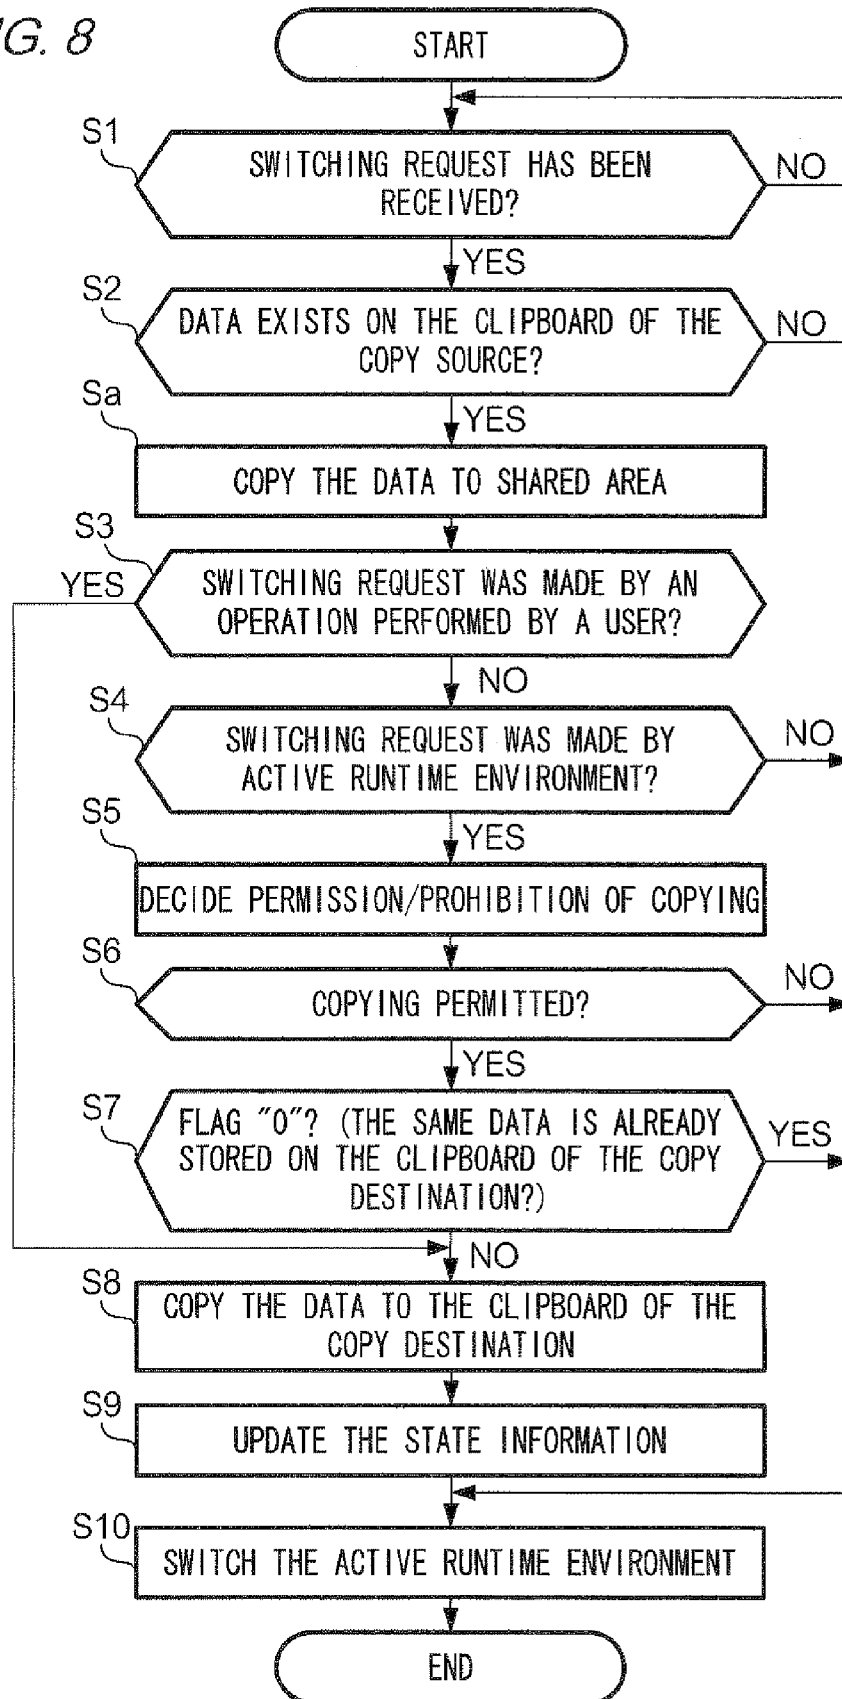 IG. 8
START
S1
SWITCHING REQUEST HAS BEEN
RECEIVED?
NO
YES
S2
DATA EXISTS ON THE CLIPBOARD OF THE
COPY SOURCE?
NO
YES
Sa
COPY THE DATA TO SHARED AREA
S3
YES
SWITCHING REQUEST WAS MADE BY AN
OPERATION PERFORMED BY A USER?
NO
S4
SWITCHING REQUEST WAS MADE BY
ACTIVE RUNTIME ENVIRONMENT?
NO
YES
S5
DECIDE PERMISSION/PROHIBITION OF COPYING
S6
COPYING PERMITTED?
NO
YES
S7
FLAG "0"? (THE SAME DATA IS ALREADY
STORED ON THE CLIPBOARD OF THE COPY
DESTINATION?)
YES
NO
S8
COPY THE DATA TO THE CLIPBOARD OF THE
COPY DESTINATION
S9
UPDATE THE STATE INFORMATION
S10
SWITCH THE ACTIVE RUNTIME ENVIRONMENT
END